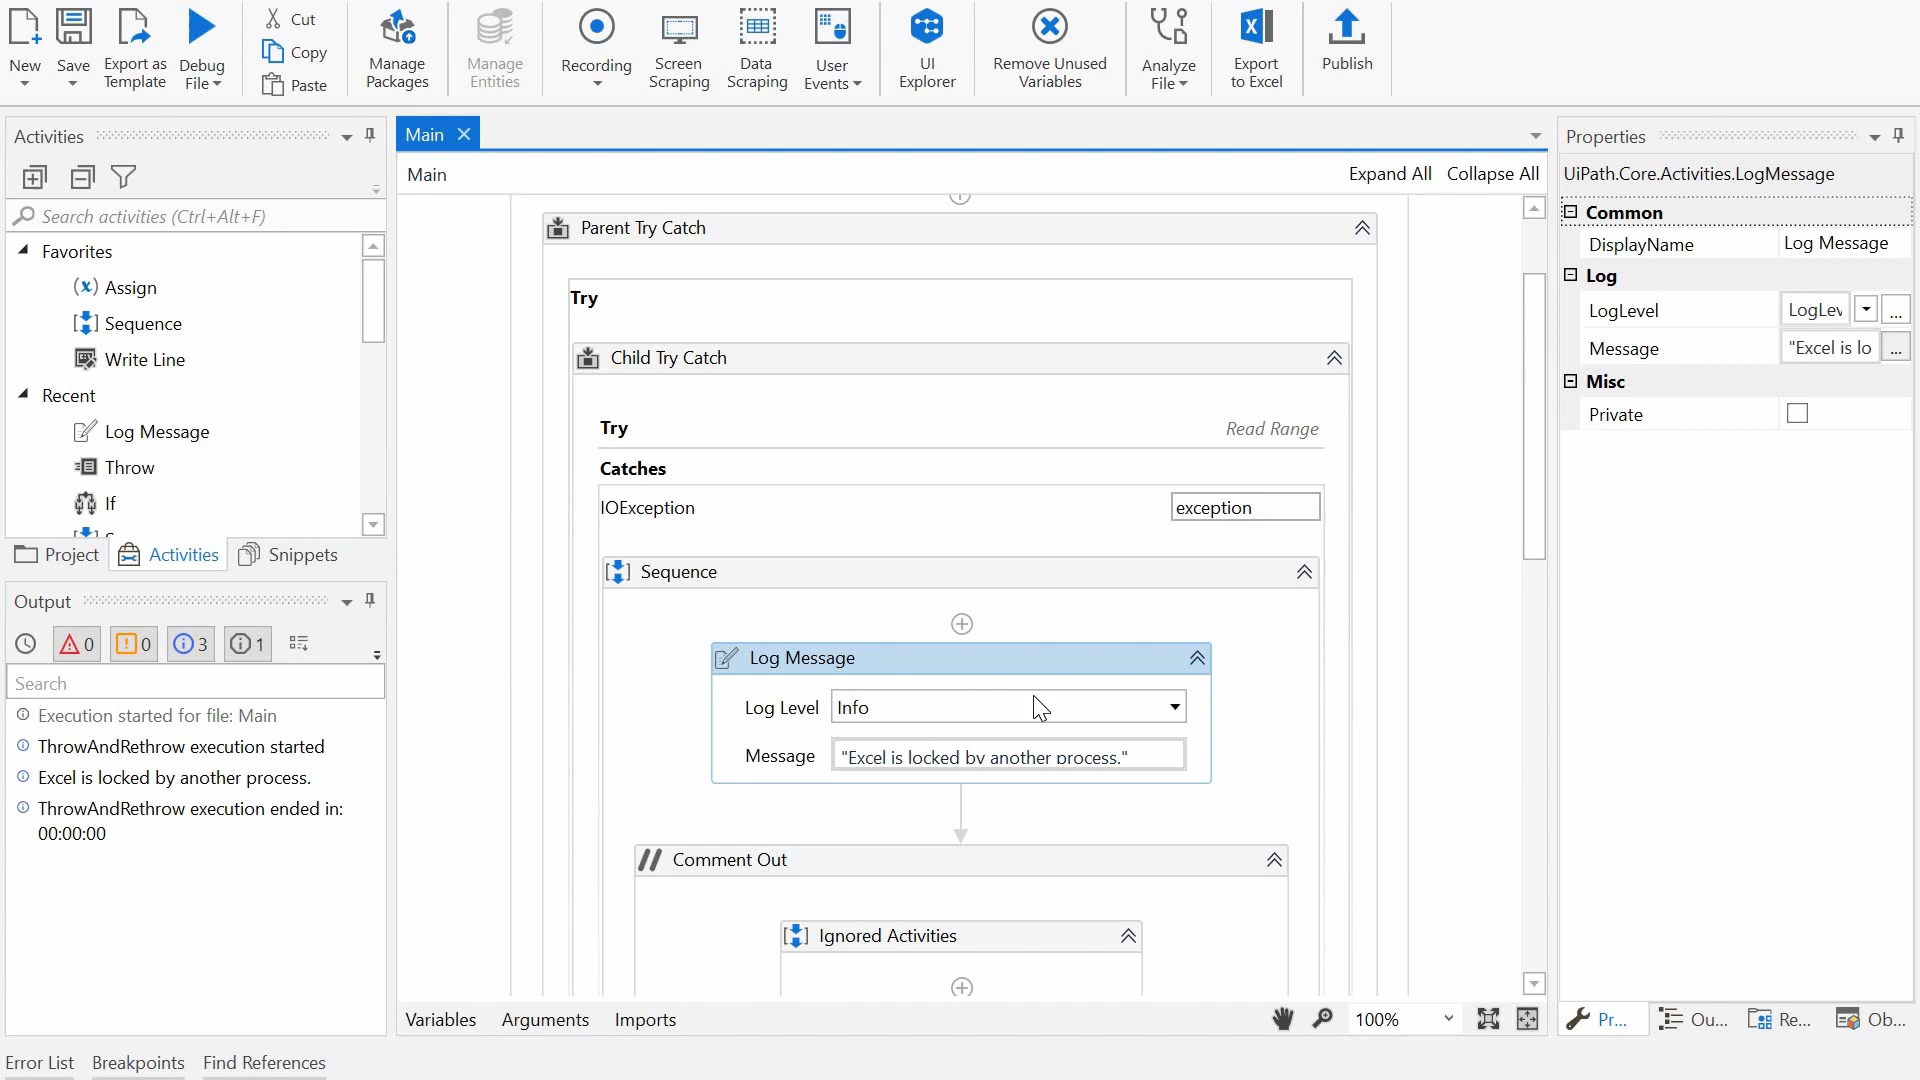 New
Save
Export as
Template
Debug
File
Cut
Copy
Paste
Manage
Packages
Manage
Entities
Recording
Screen
Scraping
Data
Scraping
User
Events
UI
Explorer
Remove Unused
Variables
Analyze
File
Export
to Excel
Publish
Activities
Search activities (Ctrl+Alt+F)
Favorites
Assign
Sequence
Write Line
Recent
Log Message
Throw
If
Project
Activities
Snippets
Output
0
0
3
1
Search
Execution started for file: Main
ThrowAndRethrow execution started
Excel is locked by another process.
ThrowAndRethrow execution ended in:
00:00:00
Error List
Breakpoints
Find References
Main
Main
Expand All
Collapse All
Parent Try Catch
Try
Child Try Catch
Try
Read Range
Catches
IOException
exception
Sequence
Log Message
Log Level
Info
Message
"Excel is locked by another process."
Comment Out
Ignored Activities
Variables
Arguments
Imports
100%
Properties
UiPath.Core.Activities.LogMessage
Common
DisplayName
Log Message
Log
LogLevel
LogLev
...
Message
"Excel is lo
...
Misc
Private
Pr...
Ou...
Re...
Ob...